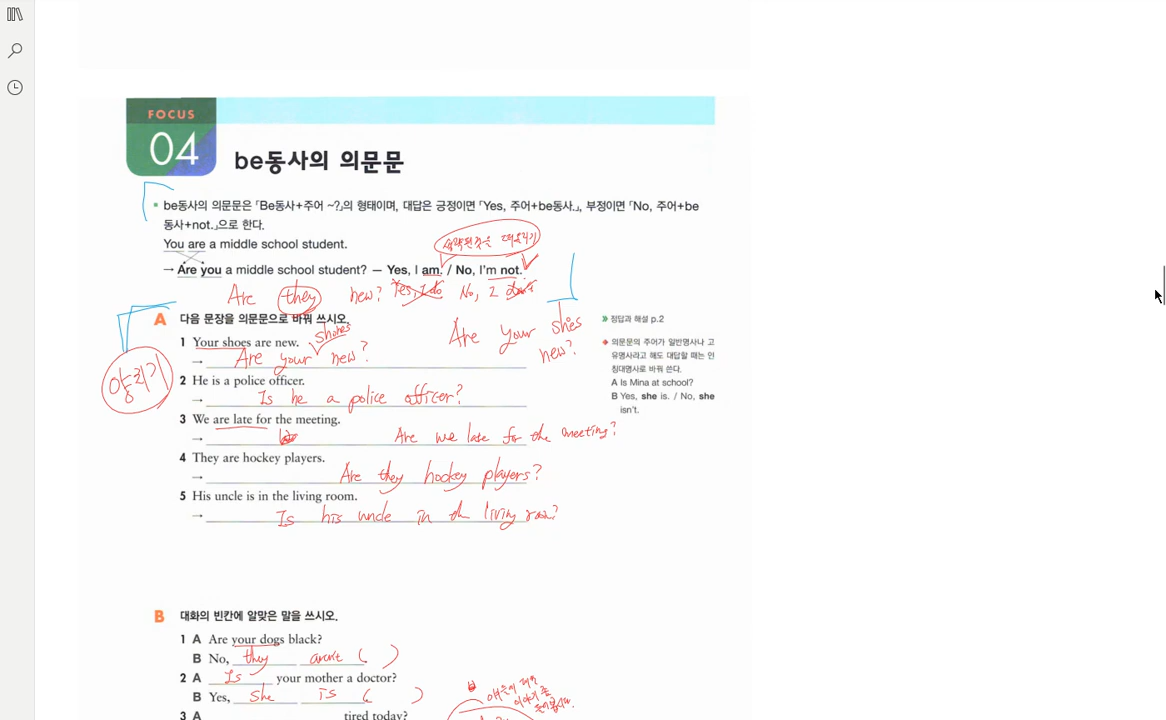 FOCUS
04
be동사의 의문문
be동사의 의문문은 「Be동사+주어 ~?」의 형태이며, 대답은 긍정이면 「Yes, 주어+be동사.」, 부정이면 「No, 주어+be
동사+not.」으로 한다.
You are a middle school student.
→ Are you a middle school student? – Yes, I am. / No, I'm not.
Are they new? Yes, I do No, I don't
A 다음 문장을 의문문으로 바꿔 쓰시오.
» 정답과 해설 p.2
1 Your shoes are new.
shoes
→ Are your new?
Are your shes
new?
의문문의 주어가 일반명사나 고
유명사라고 해도 대답할 때는 인
칭대명사로 바꿔 쓴다.
A Is Mina at school?
B Yes, she is. / No, she
isn't.
2 He is a police officer.
→ Is he a police officer?
3 We are late for the meeting.
→ Are we late for the meeting?
4 They are hockey players.
→ Are they hockey players?
5 His uncle is in the living room.
→ Is his uncle in the living room?
B 대화의 빈칸에 알맞은 말을 쓰시오.
1 A Are your dogs black?
B No, they aren't ( )
2 A Is your mother a doctor?
B Yes, she is ( )
3 A tired today?